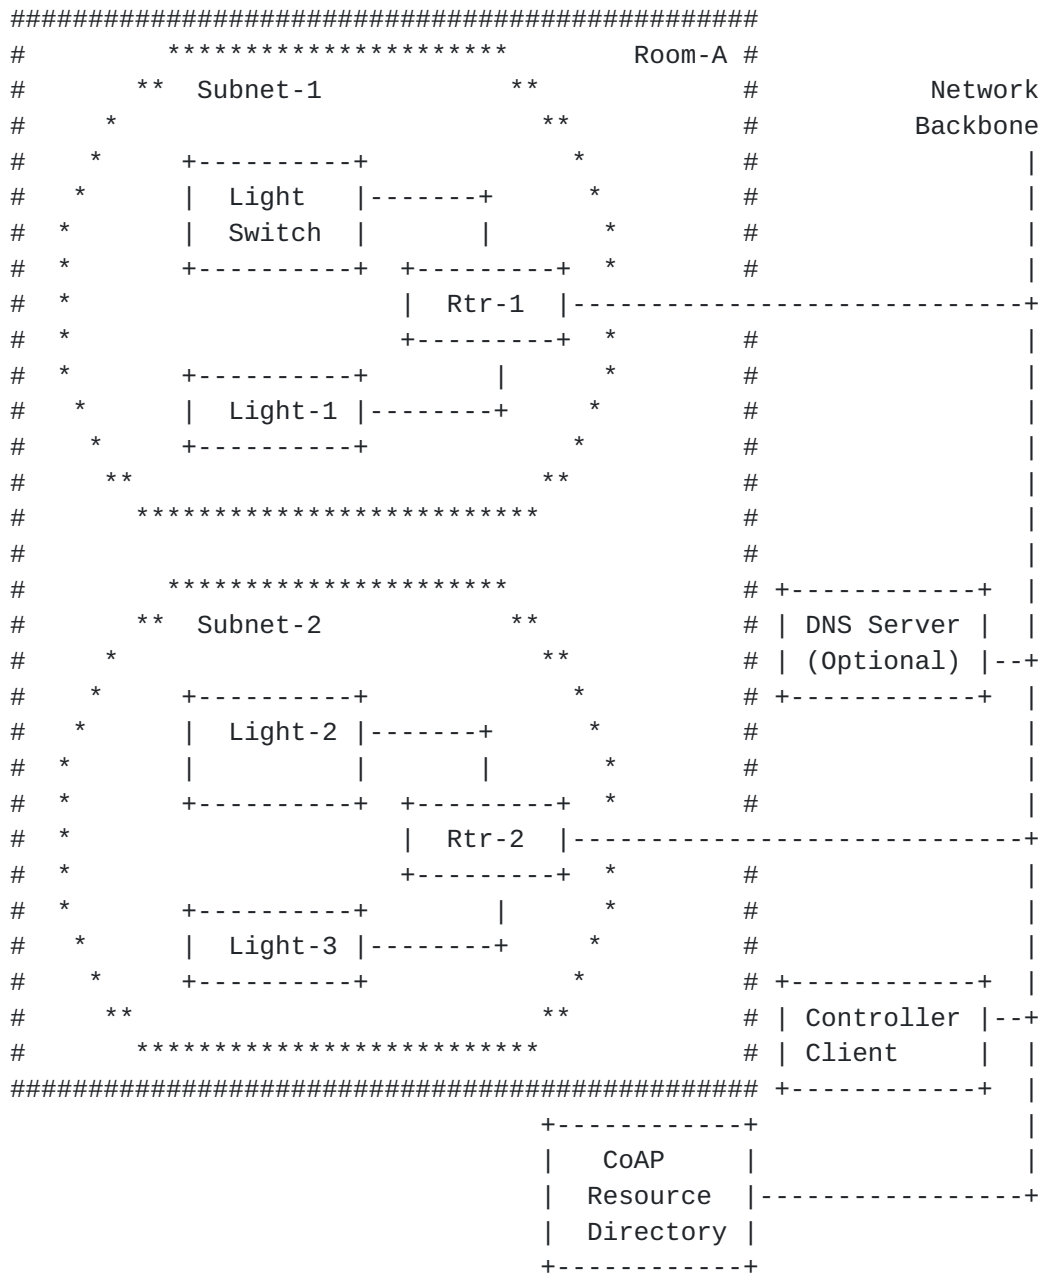 Room-A
Subnet-1
Network
Backbone
Light
Switch
Rtr-1
Light-1
Subnet-2
DNS Server
(Optional)
Light-2
Rtr-2
Light-3
Controller
Client
CoAP
Resource
Directory